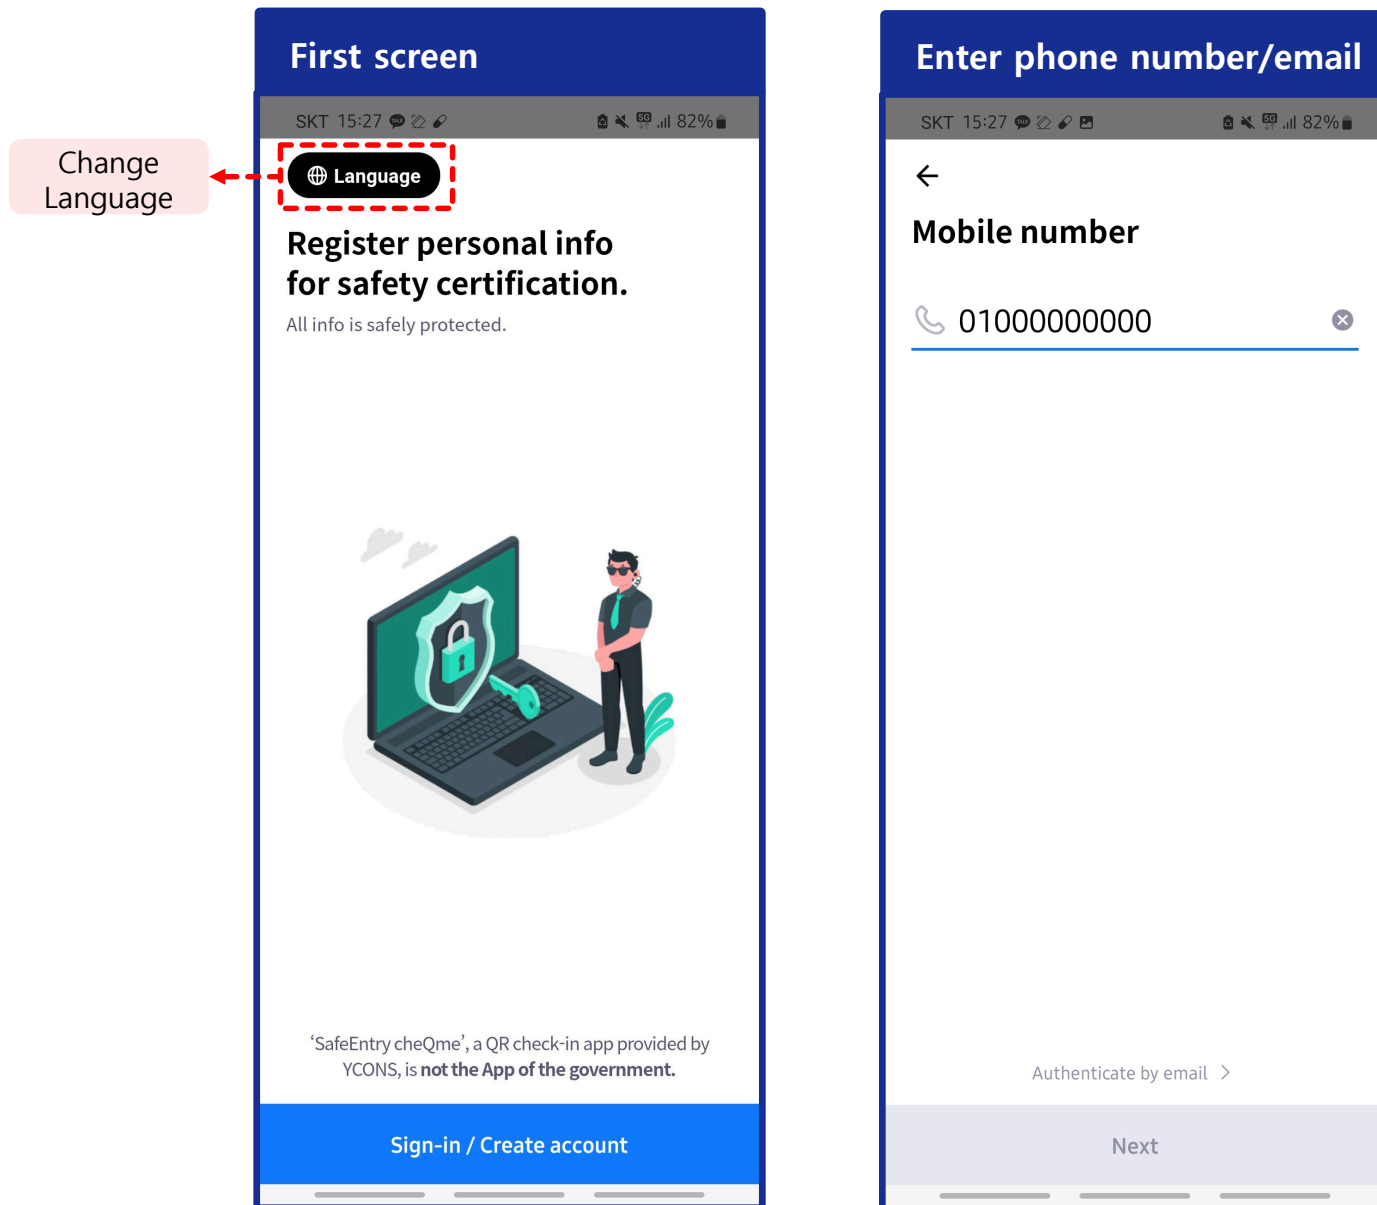 First screen
SKT 15:27
82%
Change
Language
Language
Register personal info
for safety certification.
All info is safely protected.
‘SafeEntry cheQme’, a QR check-in app provided by
YCONS, is not the App of the government.
Sign-in / Create account
Enter phone number/email
SKT 15:27
82%
Mobile number
01000000000
Authenticate by email >
Next